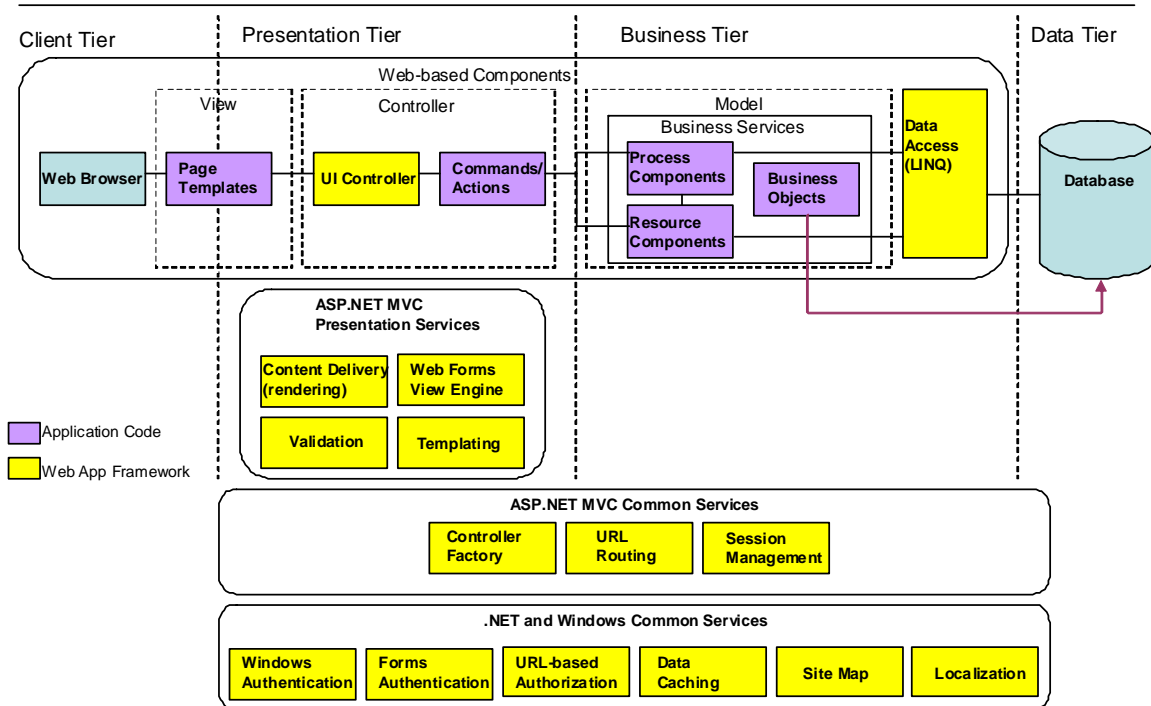 Client Tier
Presentation Tier
Business Tier
Data Tier
Web-based Components
View
Controller
Model
Business Services
Web Browser
Page
Templates
UI Controller
Commands/
Actions
Process
Components
Resource
Components
Business
Objects
Data
Access
(LINQ)
Database
ASP.NET MVC
Presentation Services
Content Delivery
(rendering)
Web Forms
View Engine
Validation
Templating
Application Code
Web App Framework
ASP.NET MVC Common Services
Controller
Factory
URL
Routing
Session
Management
.NET and Windows Common Services
Windows
Authentication
Forms
Authentication
URL-based
Authorization
Data
Caching
Site Map
Localization